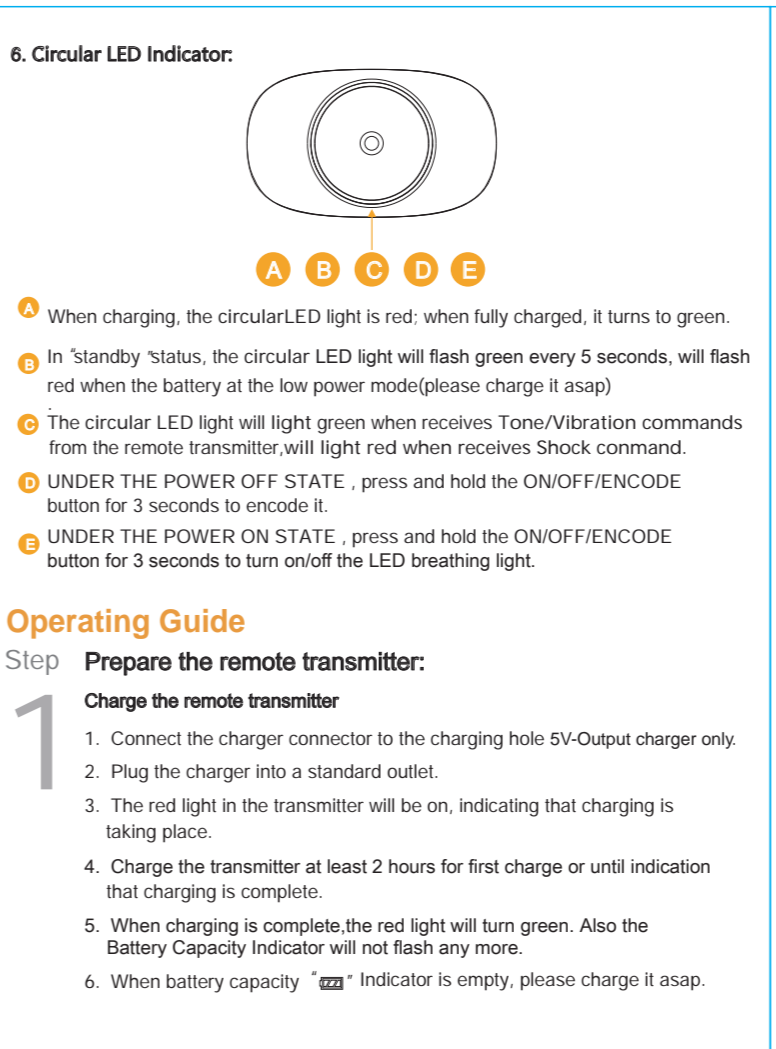 6. Circular LED Indicator:
A B C D E
A When charging, the circularLED light is red; when fully charged, it turns to green.
B In “standby ”status, the circular LED light will flash green every 5 seconds, will flash
red when the battery at the low power mode(please charge it asap)
.
C The circular LED light will light green when receives Tone/Vibration commands
from the remote transmitter,will light red when receives Shock conmand.
D UNDER THE POWER OFF STATE , press and hold the ON/OFF/ENCODE
button for 3 seconds to encode it.
E UNDER THE POWER ON STATE , press and hold the ON/OFF/ENCODE
button for 3 seconds to turn on/off the LED breathing light.
Operating Guide
Step 1 Prepare the remote transmitter:
Charge the remote transmitter
1. Connect the charger connector to the charging hole 5V-Output charger only.
2. Plug the charger into a standard outlet.
3. The red light in the transmitter will be on, indicating that charging is
taking place.
4. Charge the transmitter at least 2 hours for first charge or until indication
that charging is complete.
5. When charging is complete,the red light will turn green. Also the
Battery Capacity Indicator will not flash any more.
6. When battery capacity “ ” Indicator is empty, please charge it asap.